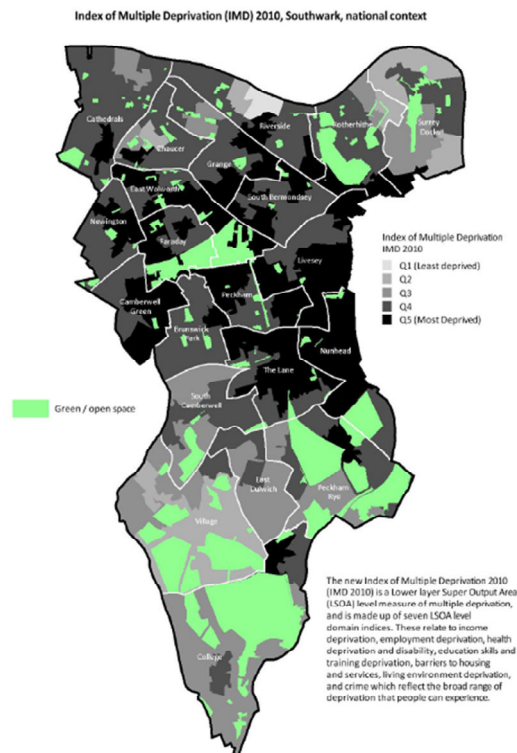 Index of Multiple Deprivation (IMD) 2010, Southwark, national context
Cathedrals
Riverside
Rotherhithe
Surrey
Docks
Chaucer
Grange
East Walworth
South Bermondsey
Newington
Faraday
Livesey
Index of Multiple Deprivation
IMD 2010
Q1 (Least deprived)
Q2
Q3
Q4
Q5 (Most Deprived)
Camberwell
Green
Peckham
Brunswick
Park
Nunhead
The Lane
South
Camberwell
Green / open space
East
Dulwich
Peckham
Rye
Village
College
The new Index of Multiple Deprivation 2010
(IMD 2010) is a Lower layer Super Output Area
(LSOA) level measure of multiple deprivation,
and is made up of seven LSOA level
domain indices. These relate to income
deprivation, employment deprivation, health
deprivation and disability, education skills and
training deprivation, barriers to housing
and services, living environment deprivation,
and crime which reflect the broad range of
deprivation that people can experience.